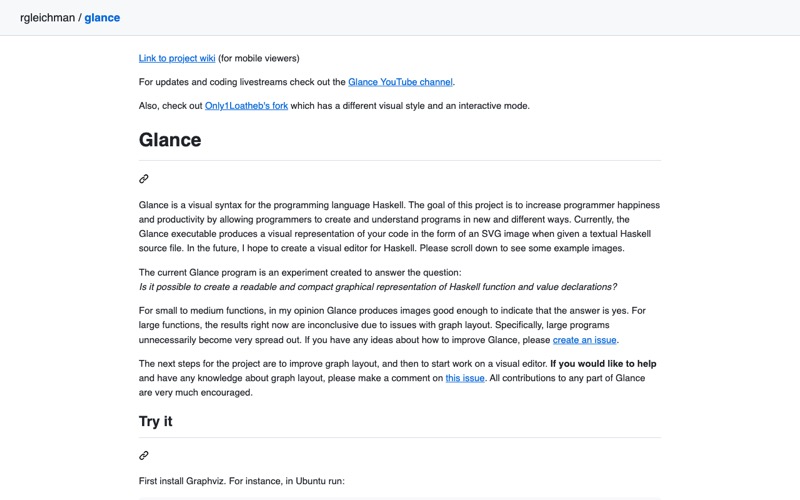 rgleichman / glance
Link to project wiki (for mobile viewers)
For updates and coding livestreams check out the Glance YouTube channel.
Also, check out Only1Loatheb's fork which has a different visual style and an interactive mode.
Glance
Glance is a visual syntax for the programming language Haskell. The goal of this project is to increase programmer happiness
and productivity by allowing programmers to create and understand programs in new and different ways. Currently, the
Glance executable produces a visual representation of your code in the form of an SVG image when given a textual Haskell
source file. In the future, I hope to create a visual editor for Haskell. Please scroll down to see some example images.
The current Glance program is an experiment created to answer the question:
Is it possible to create a readable and compact graphical representation of Haskell function and value declarations?
For small to medium functions, in my opinion Glance produces images good enough to indicate that the answer is yes. For
large functions, the results right now are inconclusive due to issues with graph layout. Specifically, large programs
unnecessarily become very spread out. If you have any ideas about how to improve Glance, please create an issue.
The next steps for the project are to improve graph layout, and then to start work on a visual editor. If you would like to help
and have any knowledge about graph layout, please make a comment on this issue. All contributions to any part of Glance
are very much encouraged.
Try it
First install Graphviz. For instance, in Ubuntu run: